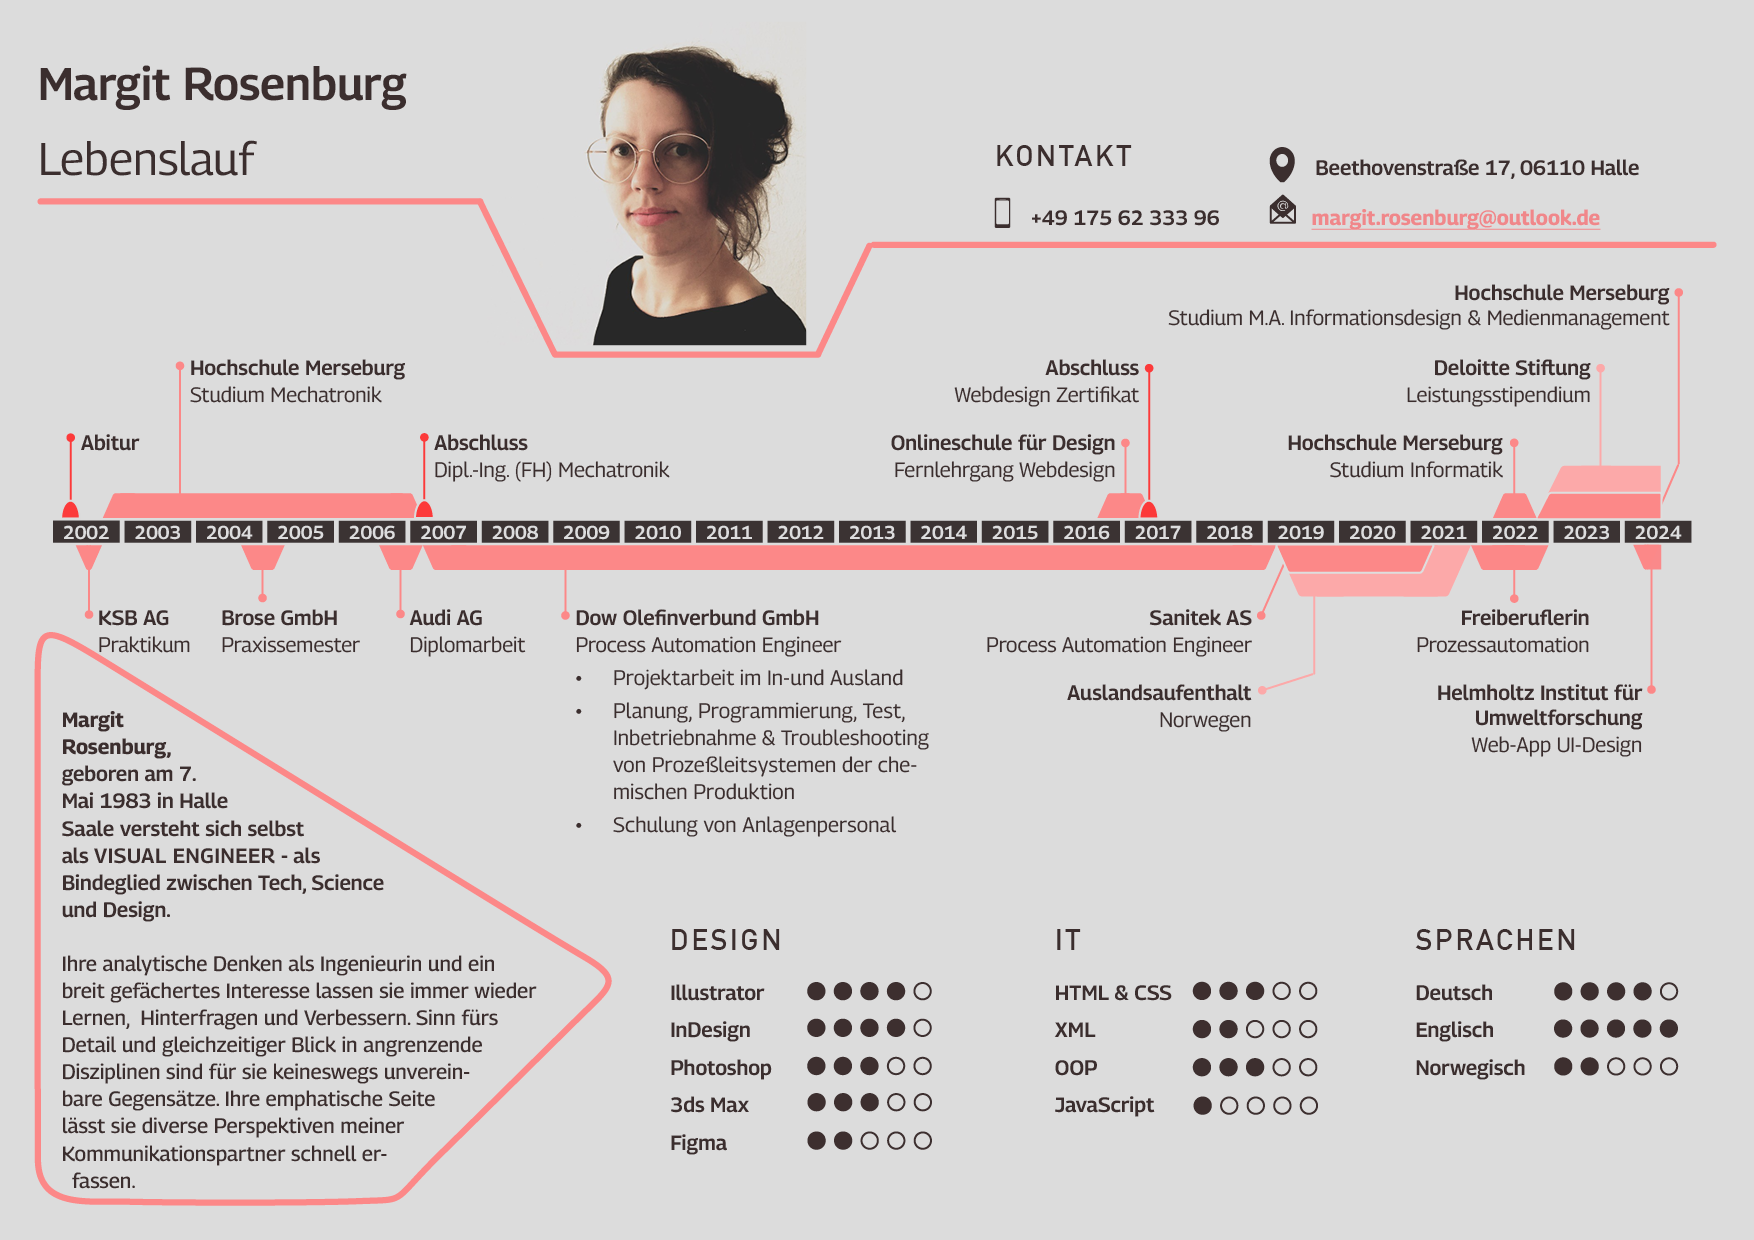 Margit Rosenburg
Lebenslauf
KONTAKT
+49 175 62 333 96
Beethovenstraße 17, 06110 Halle
@
margit.rosenburg@outlook.de
Hochschule Merseburg
Studium M.A. Informationsdesign & Medienmanagement
Hochschule Merseburg
Studium Mechatronik
Abschluss
Webdesign Zertifikat
Deloitte Stiftung
Leistungsstipendium
Abitur
Abschluss
Dipl.-Ing. (FH) Mechatronik
Onlineschule für Design
Fernlehrgang Webdesign
Hochschule Merseburg
Studium Informatik
2002 2003 2004 2005 2006 2007 2008 2009 2010 2011 2012 2013 2014 2015 2016 2017 2018 2019 2020 2021 2022 2023 2024
KSB AG
Praktikum
Brose GmbH
Praxissemester
Audi AG
Diplomarbeit
Dow Olefinverbund GmbH
Process Automation Engineer
• Projektarbeit im In-und Ausland
• Planung, Programmierung, Test,
Inbetriebnahme & Troubleshooting
von Prozeßleitsystemen der che-
mischen Produktion
• Schulung von Anlagenpersonal
Sanitek AS
Process Automation Engineer
Auslandsaufenthalt
Norwegen
Freiberuflerin
Prozessautomation
Helmholtz Institut für
Umweltforschung
Web-App UI-Design
Margit
Rosenburg,
geboren am 7.
Mai 1983 in Halle
Saale versteht sich selbst
als VISUAL ENGINEER - als
Bindeglied zwischen Tech, Science
und Design.
Ihre analytische Denken als Ingenieurin und ein
breit gefächertes Interesse lassen sie immer wieder
Lernen, Hinterfragen und Verbessern. Sinn fürs
Detail und gleichzeitiger Blick in angrenzende
Disziplinen sind für sie keineswegs unverein-
bare Gegensätze. Ihre emphatische Seite
lässt sie diverse Perspektiven meiner
Kommunikationspartner schnell er-
fassen.
DESIGN
Illustrator
InDesign
Photoshop
3ds Max
Figma
IT
HTML & CSS
XML
OOP
JavaScript
SPRACHEN
Deutsch
Englisch
Norwegisch